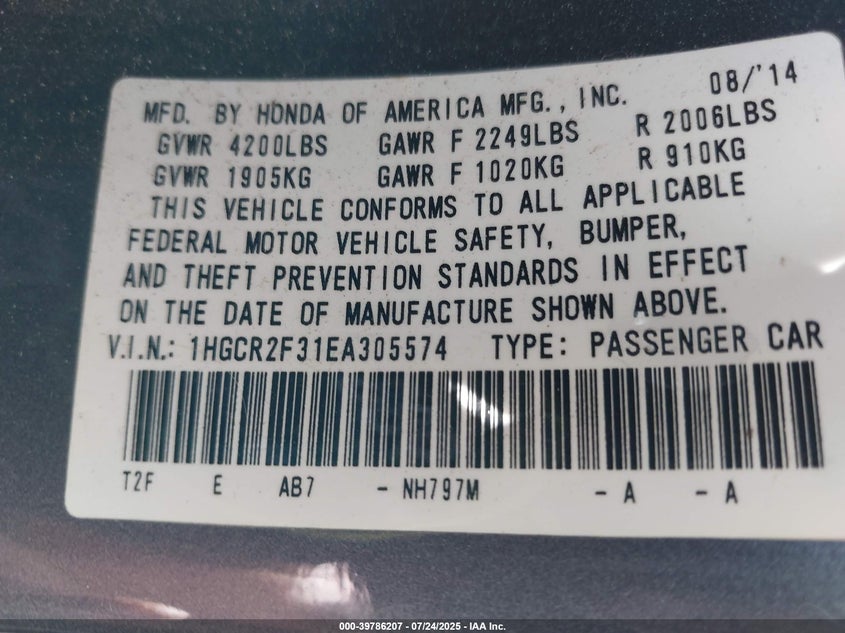 08/'14
MFD. BY HONDA OF AMERICA MFG., INC.
GVWR 4200LBS GAWR F 2249LBS R 2006LBS
GVWR 1905KG GAWR F 1020KG R 910KG
THIS VEHICLE CONFORMS TO ALL APPLICABLE
FEDERAL MOTOR VEHICLE SAFETY, BUMPER,
AND THEFT PREVENTION STANDARDS IN EFFECT
ON THE DATE OF MANUFACTURE SHOWN ABOVE.
V.I.N.: 1HGCR2F31EA305574 TYPE: PASSENGER CAR
T2F E AB7 - NH797M - A - A
000-39786207 - 07/24/2025 - IAA Inc.